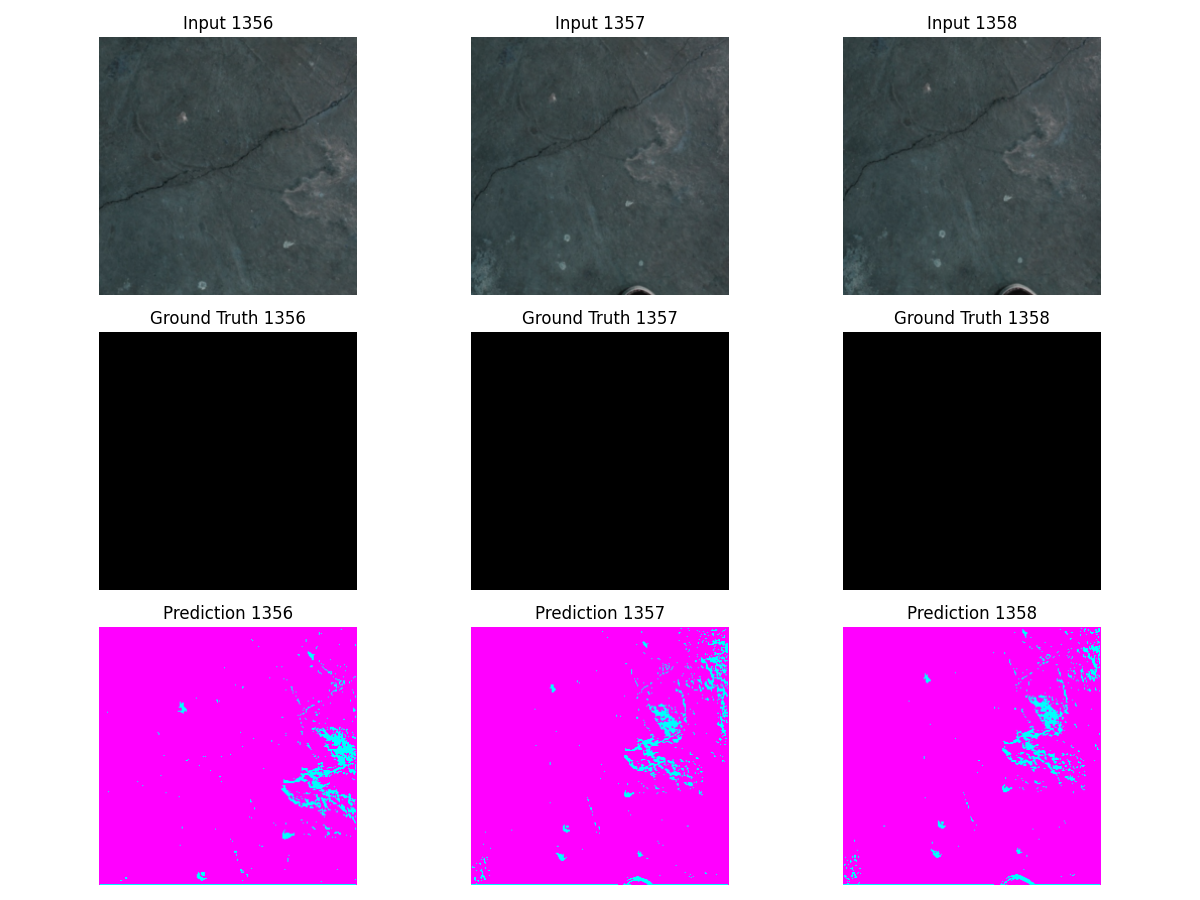 Input 1356
Input 1357
Input 1358
Ground Truth 1356
Ground Truth 1357
Ground Truth 1358
Prediction 1356
Prediction 1357
Prediction 1358